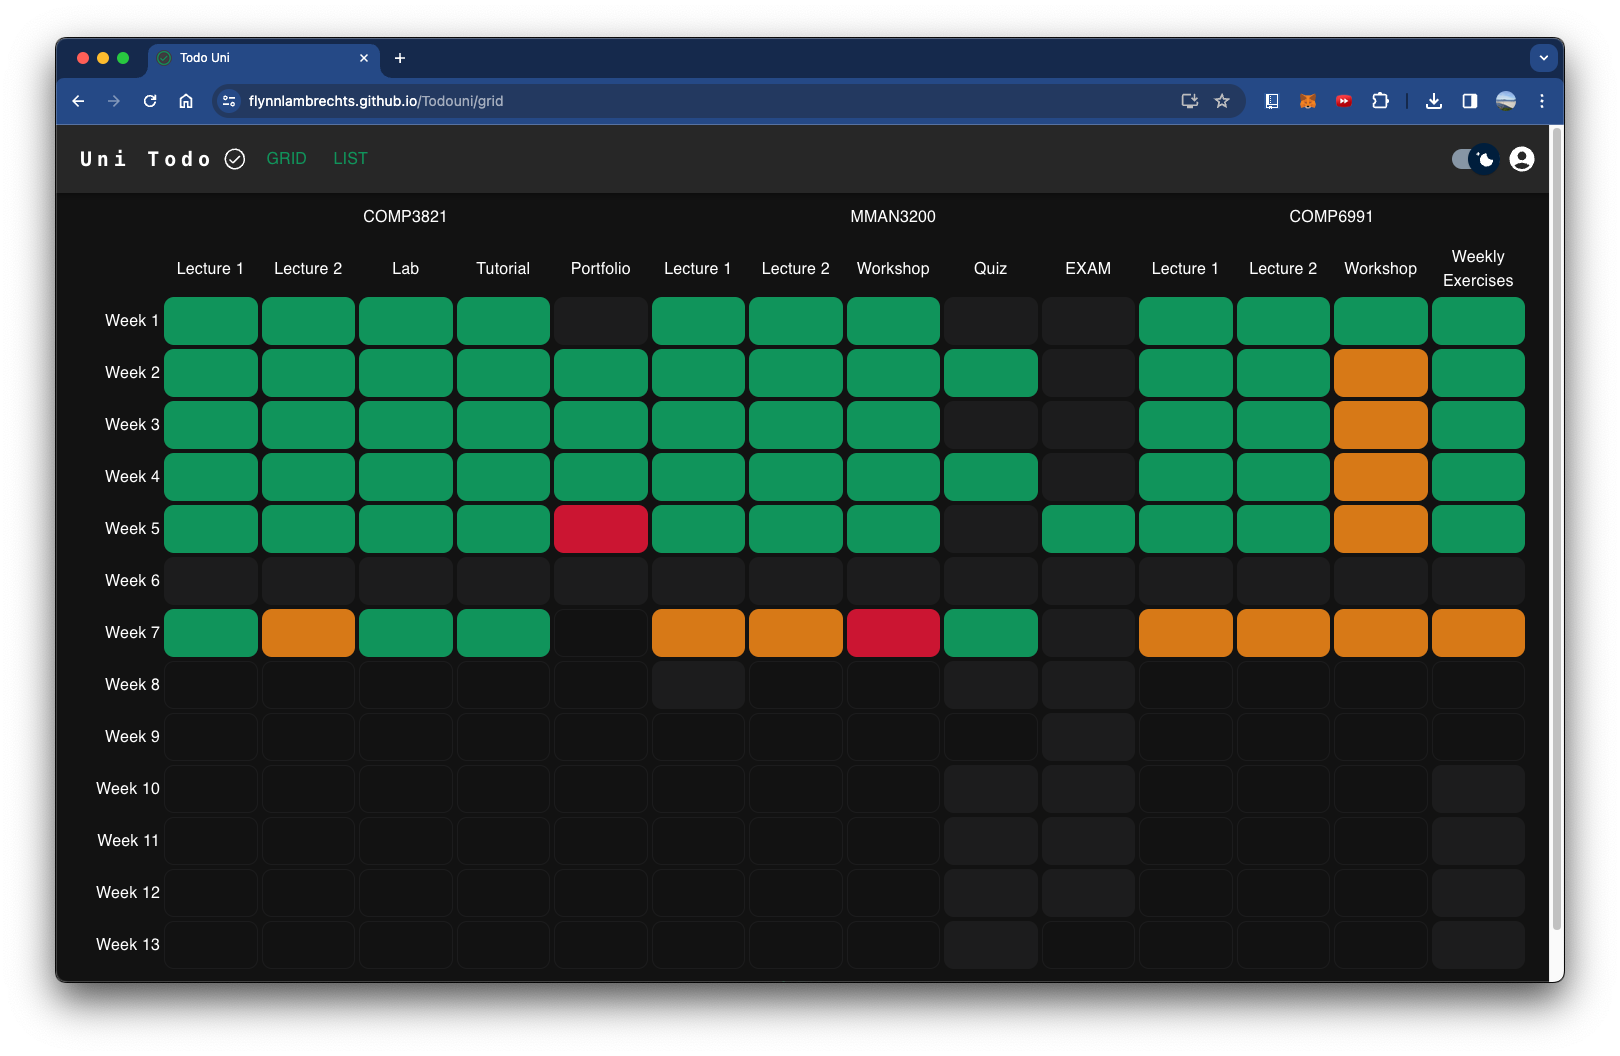 Todo Uni
flynnlambrechts.github.io/Todouni/grid
Uni Todo GRID LIST
COMP3821 MMAN3200 COMP6991
Lecture 1 Lecture 2 Lab Tutorial Portfolio Lecture 1 Lecture 2 Workshop Quiz EXAM Lecture 1 Lecture 2 Workshop Weekly Exercises
Week 1
Week 2
Week 3
Week 4
Week 5
Week 6
Week 7
Week 8
Week 9
Week 10
Week 11
Week 12
Week 13